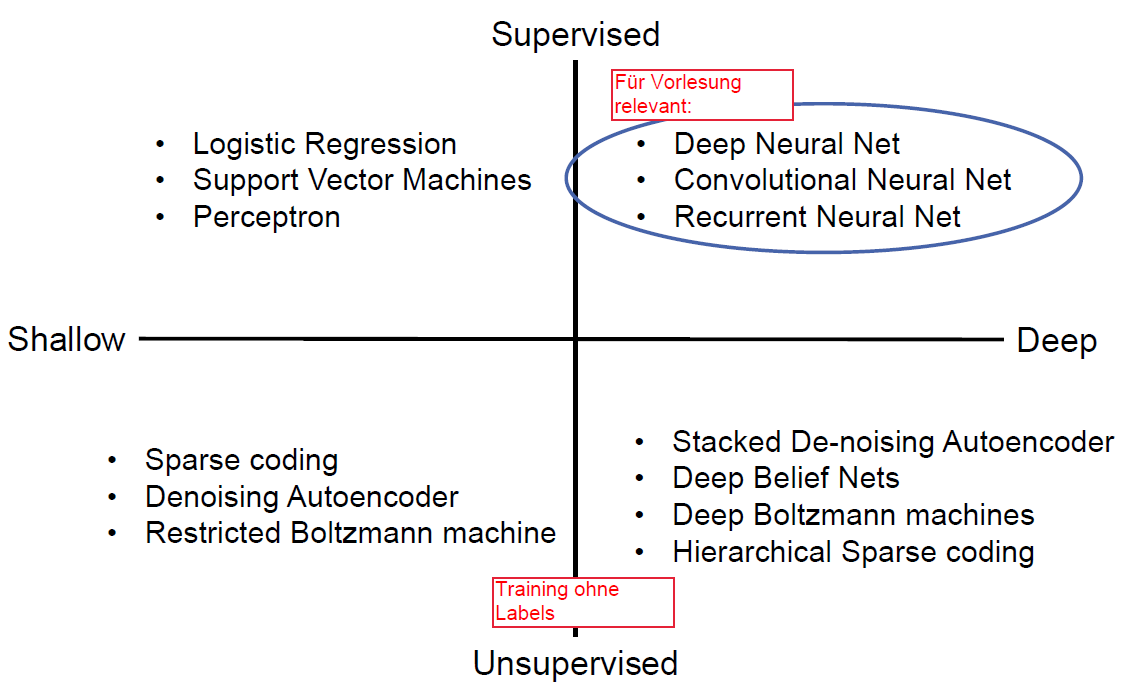 Supervised
Für Vorlesung
relevant:
• Logistic Regression
• Support Vector Machines
• Perceptron
• Deep Neural Net
• Convolutional Neural Net
• Recurrent Neural Net
Shallow
Deep
• Sparse coding
• Denoising Autoencoder
• Restricted Boltzmann machine
• Stacked De-noising Autoencoder
• Deep Belief Nets
• Deep Boltzmann machines
• Hierarchical Sparse coding
Training ohne
Labels
Unsupervised